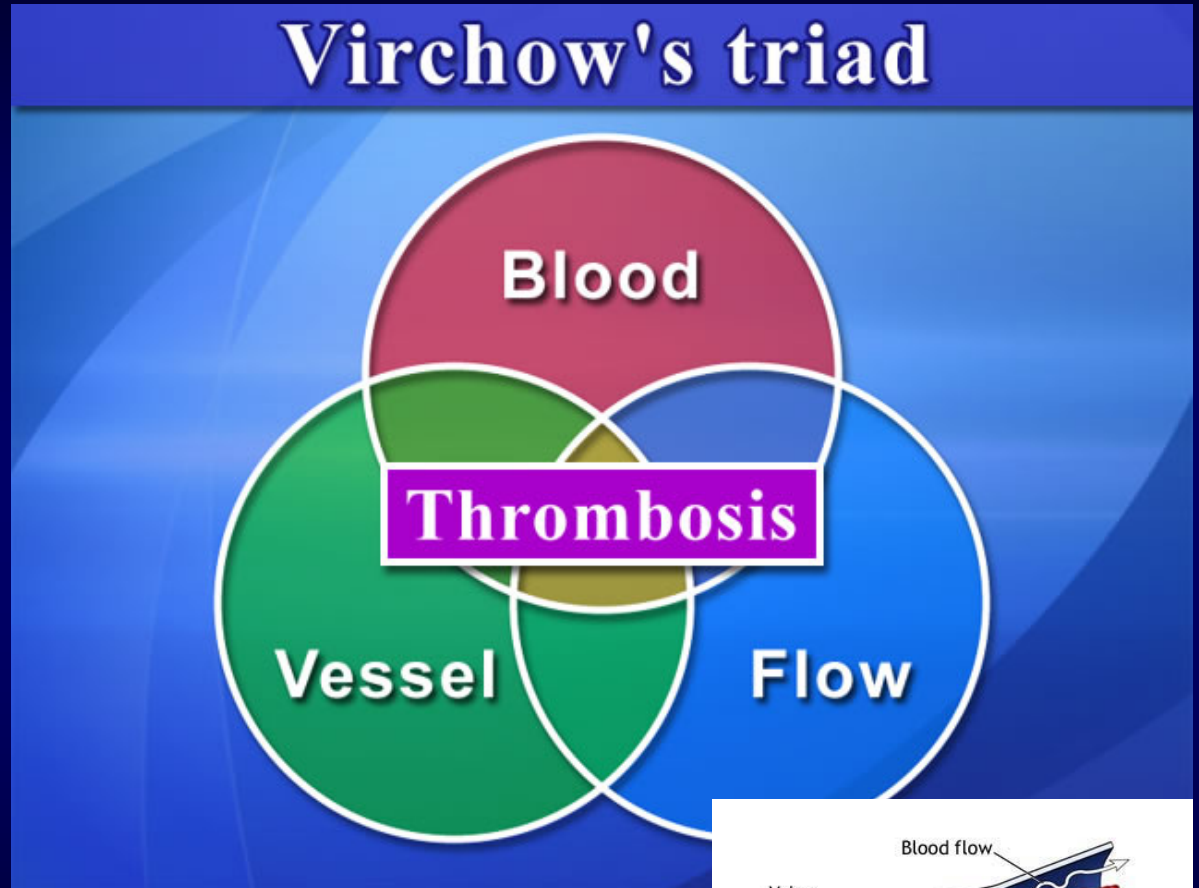 Virchow's triad
Blood
Thrombosis
Vessel
Flow
Blood flow